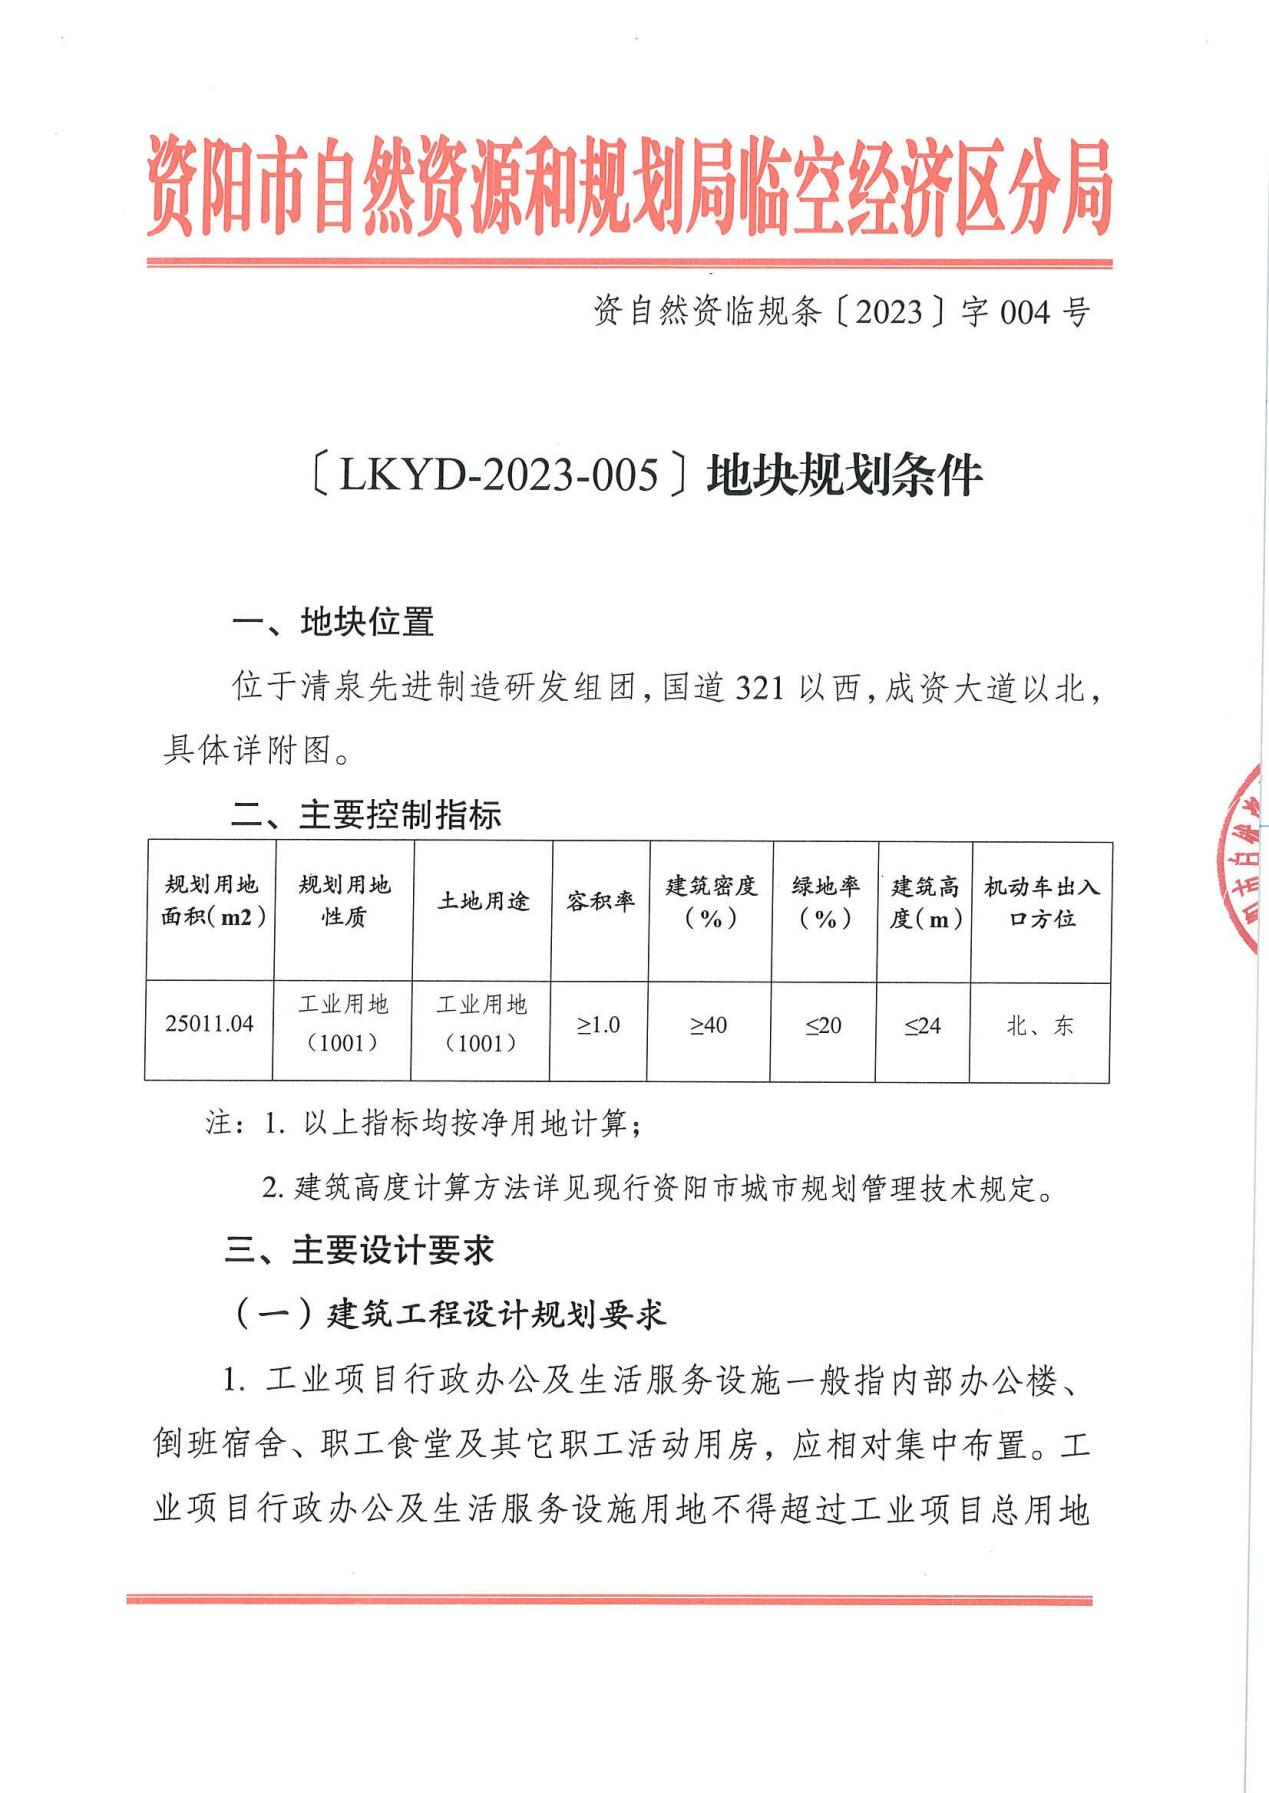 资阳市自然资源和规划局临空经济区分局
资自然资临规条〔2023〕字 004 号
〔LKYD-2023-005〕地块规划条件
一、地块位置
位于清泉先进制造研发组团,国道 321 以西,成资大道以北,
具体详附图。
二、主要控制指标
规划用地面积(m2) 规划用地性质 土地用途 容积率 建筑密度(%) 绿地率(%) 建筑高度(m) 机动车出入口方位
25011.04 工业用地(1001) 工业用地(1001) ≥1.0 ≥40 ≤20 ≤24 北、东
注：1. 以上指标均按净用地计算；
2. 建筑高度计算方法详见现行资阳市城市规划管理技术规定。
三、主要设计要求
（一）建筑工程设计规划要求
1. 工业项目行政办公及生活服务设施一般指内部办公楼、
倒班宿舍、职工食堂及其它职工活动用房，应相对集中布置。工
业项目行政办公及生活服务设施用地不得超过工业项目总用地